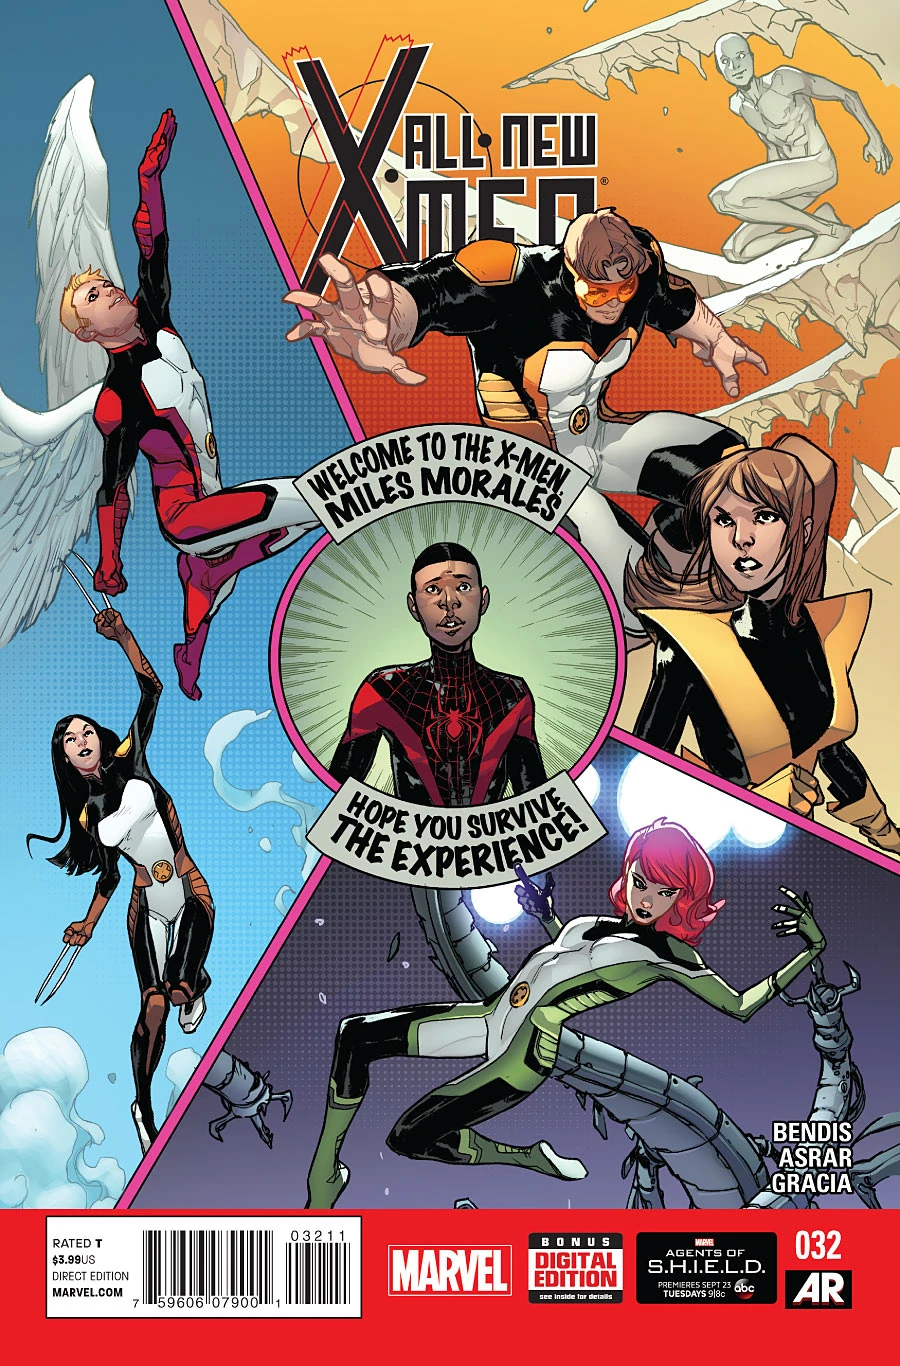 X ALL·NEW
X·MEN®
WELCOME TO THE X-MEN,
MILES MORALES
HOPE YOU SURVIVE
THE EXPERIENCE!
BENDIS
ASRAR
GRACIA
RATED T
$3.99US
DIRECT EDITION
MARVEL.COM
03211
7 59606 07900 1
MARVEL
BONUS
DIGITAL
EDITION
see inside for details
MARVEL
AGENTS OF
S.H.I.E.L.D.
PREMIERES SEPT 23
TUESDAYS 9|8c abc
032
AR